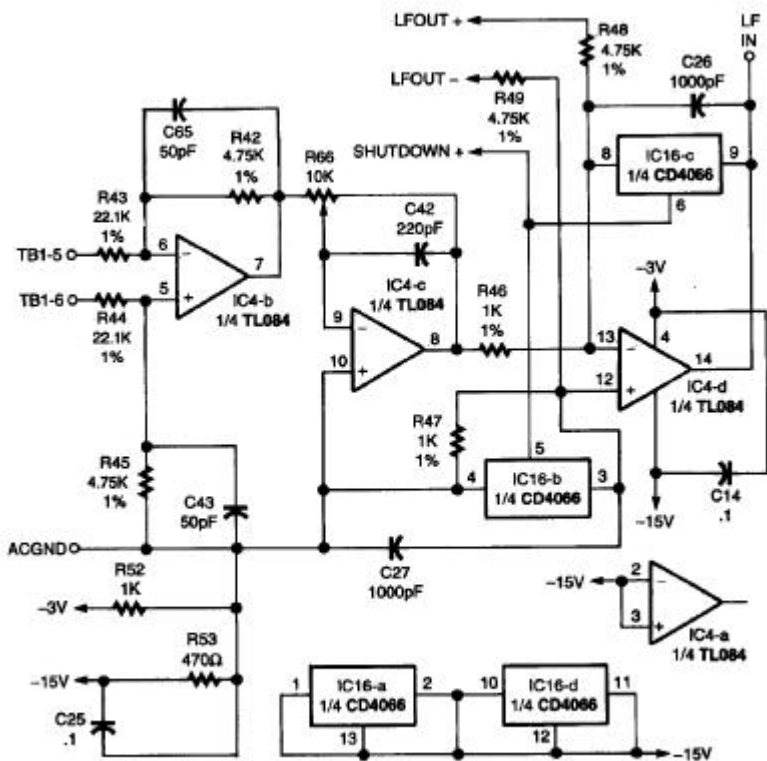 LFOUT +
R48
4.75K
1%
LF
IN
C26
1000pF
LFOUT –
R49
4.75K
1%
C65
50pF
R42
4.75K
1%
R66
10K
SHUTDOWN +
8
IC16-c
1/4 CD4066
9
6
R43
22.1K
1%
C42
220pF
TB1-5
6
–
7
–3V
TB1-6
5
+
IC4-b
1/4 TL084
IC4-c
1/4 TL084
R46
1K
1%
R44
22.1K
1%
9
–
8
13
–
4
14
10
+
12
+
IC4-d
1/4 TL084
R47
1K
1%
5
R45
4.75K
1%
4
IC16-b
1/4 CD4066
3
C43
50pF
C14
.1
–15V
ACGND
C27
1000pF
R52
1K
–3V
–15V
2
–
3
+
IC4-a
1/4 TL084
R53
470Ω
–15V
1
IC16-a
1/4 CD4066
2
10
IC16-d
1/4 CD4066
11
C25
.1
13
12
–15V